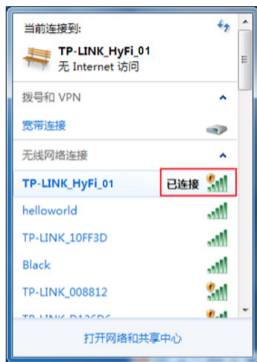 当前连接到:
TP-LINK_HyFi_01
无 Internet 访问
拨号和 VPN
宽带连接
无线网络连接
TP-LINK_HyFi_01 已连接
helloworld
TP-LINK_10FF3D
Black
TP-LINK_008812
打开网络和共享中心